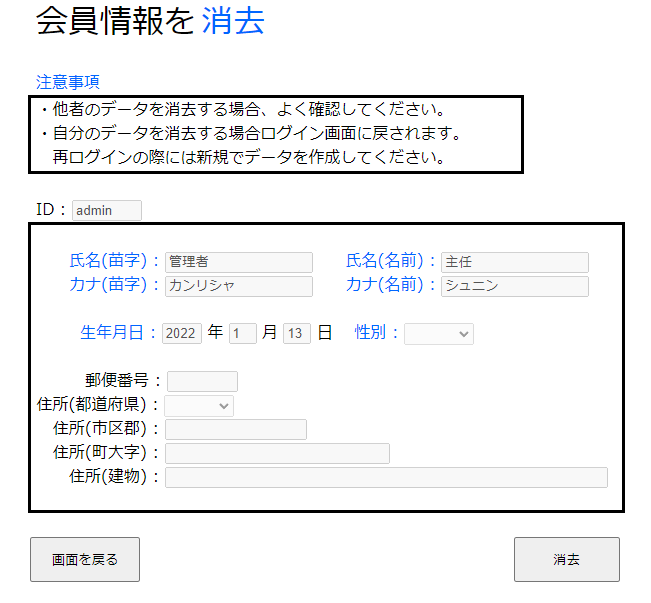 会員情報を 消去
注意事項
・他者のデータを消去する場合、よく確認してください。
・自分のデータを消去する場合ログイン画面に戻されます。
再ログインの際には新規でデータを作成してください。
ID： admin
氏名(苗字)： 管理者 氏名(名前)： 主任
カナ(苗字)： カンリシャ カナ(名前)： シュニン
生年月日： 2022 年 1 月 13 日 性別：
郵便番号：
住所(都道府県)：
住所(市区郡)：
住所(町大字)：
住所(建物)：
画面を戻る 消去